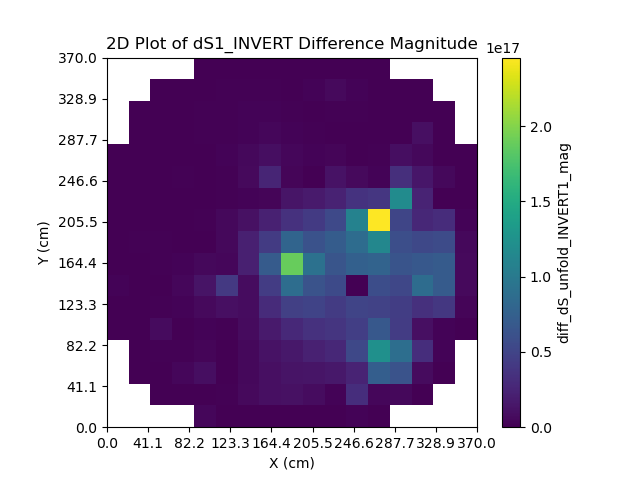 2D Plot of dS1_INVERT Difference Magnitude
1e17
370.0
328.9
287.7
246.6
205.5
164.4
123.3
82.2
41.1
0.0
Y (cm)
0.0 41.1 82.2 123.3 164.4 205.5 246.6 287.7 328.9 370.0
X (cm)
2.0
1.5
1.0
0.5
0.0
diff_dS_unfold_INVERT1_mag